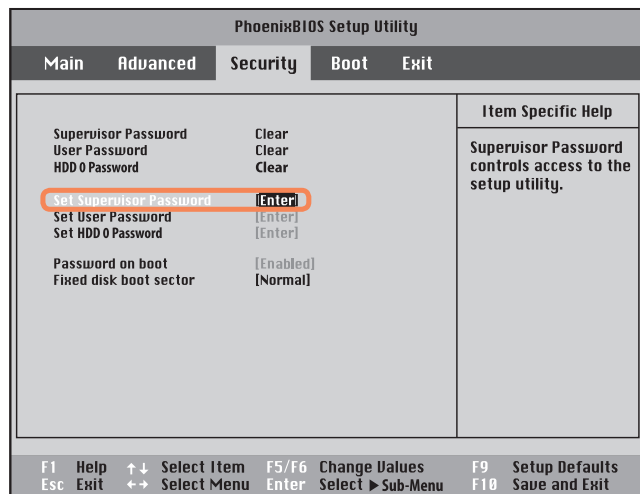 PhoenixBIOS Setup Utility
Main Advanced Security Boot Exit
Item Specific Help
Supervisor Password Clear
User Password Clear
HDD 0 Password Clear
Set Supervisor Password [Enter]
Set User Password [Enter]
Set HDD 0 Password [Enter]
Password on boot [Enabled]
Fixed disk boot sector [Normal]
Supervisor Password
controls access to the
setup utility.
F1 Help ↑↓ Select Item F5/F6 Change Values F9 Setup Defaults
Esc Exit ←→ Select Menu Enter Select ▶ Sub-Menu F10 Save and Exit